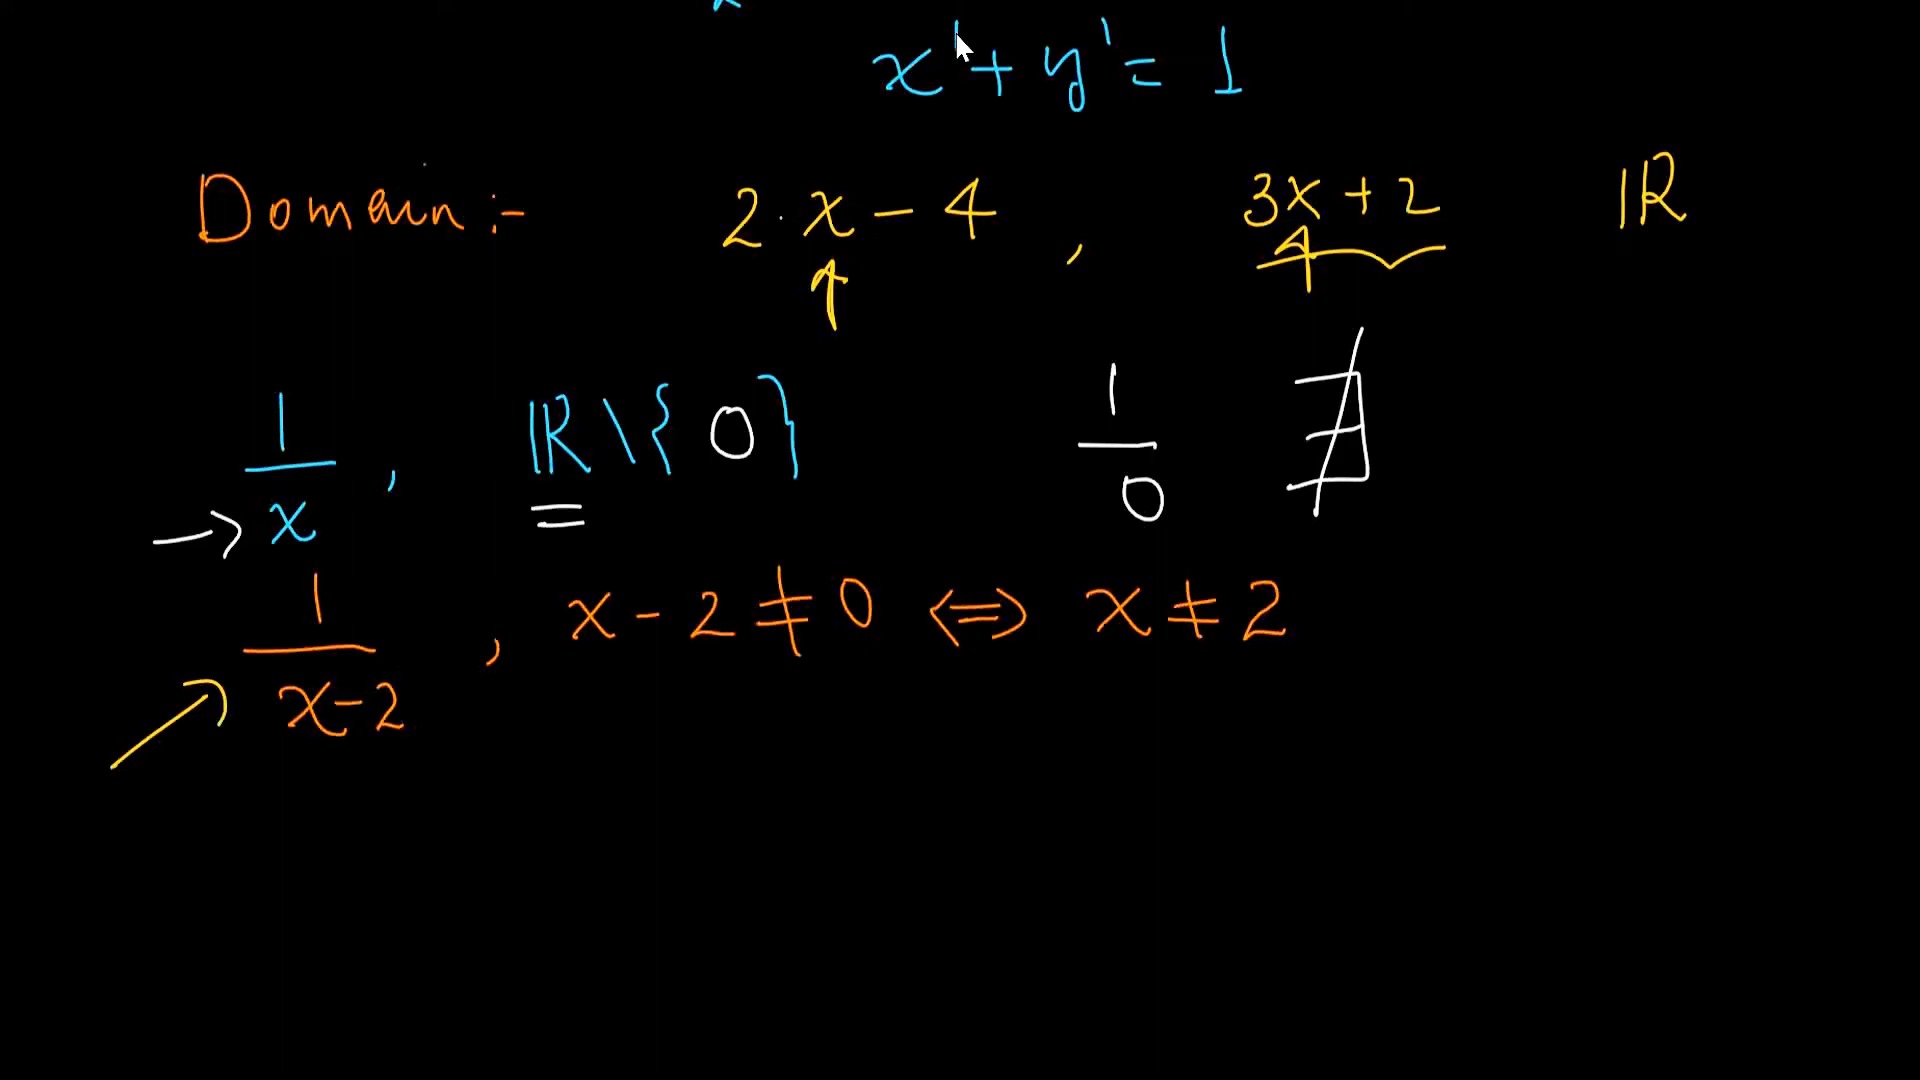 x' + y' = 1
Domain :- 2·x - 4 , 3x + 2 ℝ
1/x , ℝ \ { 0 } 1/0 ∄
1/(x-2) , x - 2 ≠ 0 ⇔ x ≠ 2